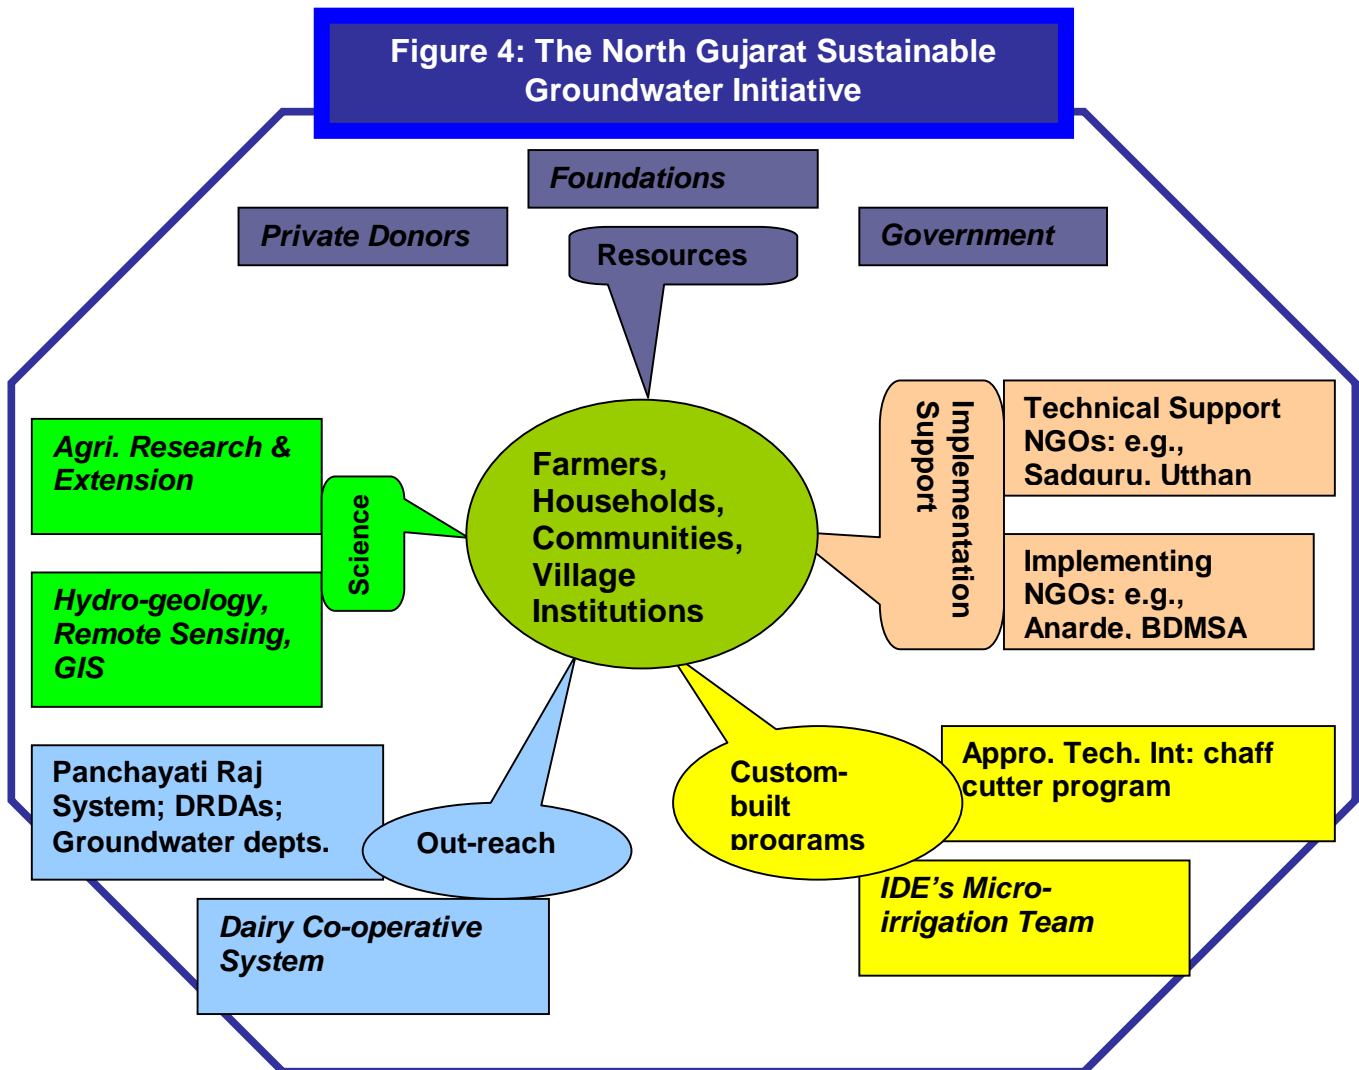 Figure 4: The North Gujarat Sustainable
Groundwater Initiative
Foundations
Private Donors
Government
Resources
Agri. Research &
Extension
Science
Hydro-geology,
Remote Sensing,
GIS
Farmers,
Households,
Communities,
Village
Institutions
Implementation
Support
Technical Support
NGOs: e.g.,
Sadguru, Utthan
Implementing
NGOs: e.g.,
Anarde, BDMSA
Panchayati Raj
System; DRDAs;
Groundwater depts.
Out-reach
Dairy Co-operative
System
Custom-
built
programs
Appro. Tech. Int: chaff
cutter program
IDE's Micro-
irrigation Team